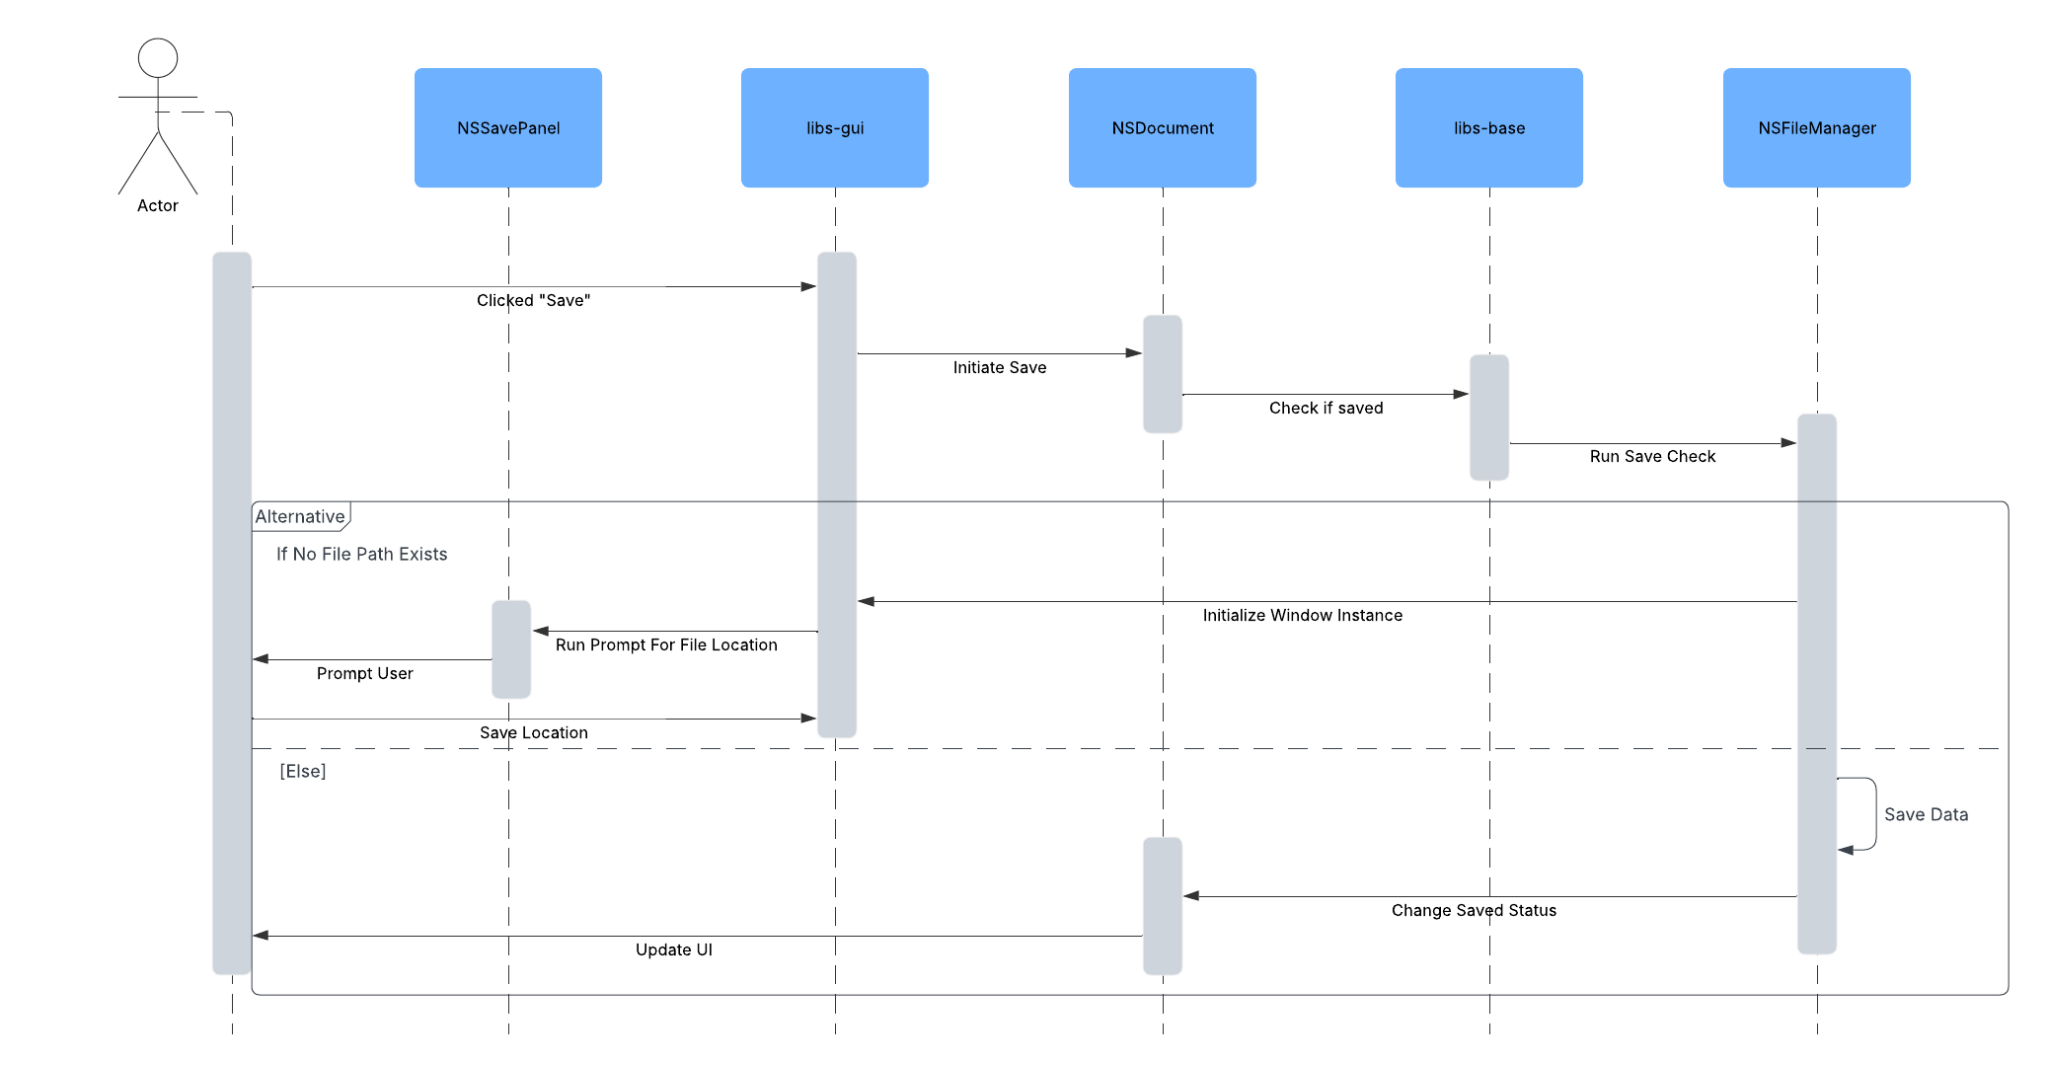 Actor
NSSavePanel
libs-gui
NSDocument
libs-base
NSFileManager
Clicked "Save"
Initiate Save
Check if saved
Run Save Check
Alternative
If No File Path Exists
Initialize Window Instance
Run Prompt For File Location
Prompt User
Save Location
[Else]
Save Data
Change Saved Status
Update UI